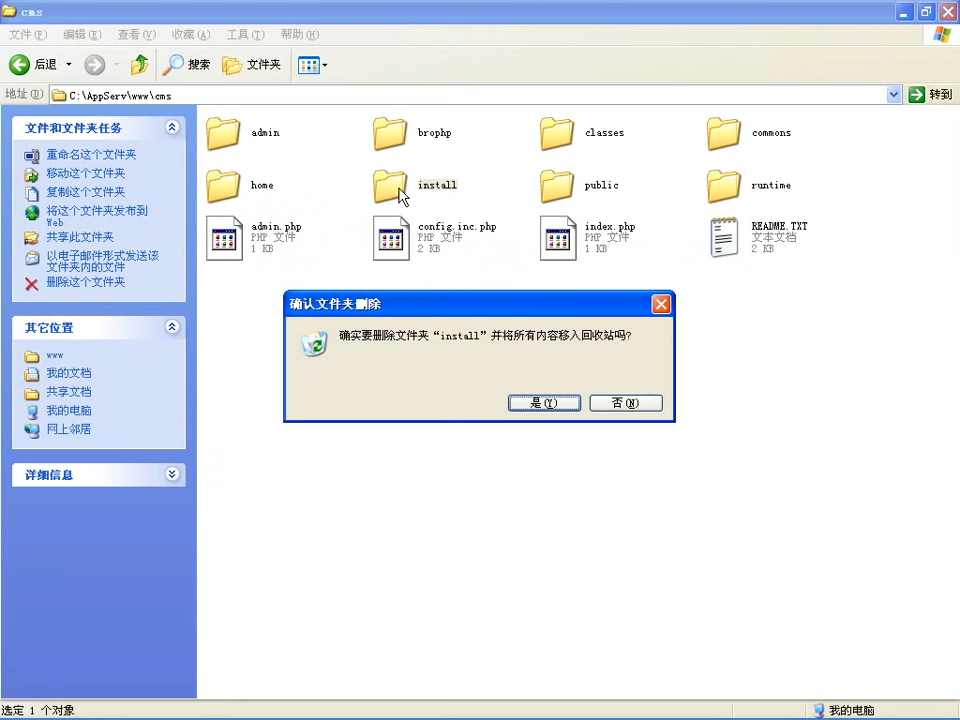 cms
文件(F) 编辑(E) 查看(V) 收藏(A) 工具(T) 帮助(H)
后退 搜索 文件夹
地址(D) C:\AppServ\www\cms 转到
文件和文件夹任务
重命名这个文件夹
移动这个文件夹
复制这个文件夹
将这个文件夹发布到
Web
共享此文件夹
以电子邮件形式发送该
文件夹内的文件
删除这个文件夹
其它位置
www
我的文档
共享文档
我的电脑
网上邻居
详细信息
admin brophp classes commons
home install public runtime
admin.php
PHP 文件
1 KB
config.inc.php
PHP 文件
2 KB
index.php
PHP 文件
1 KB
README.TXT
文本文档
2 KB
确认文件夹删除
确实要删除文件夹“install”并将所有内容移入回收站吗?
是(Y) 否(N)
选定 1 个对象 我的电脑